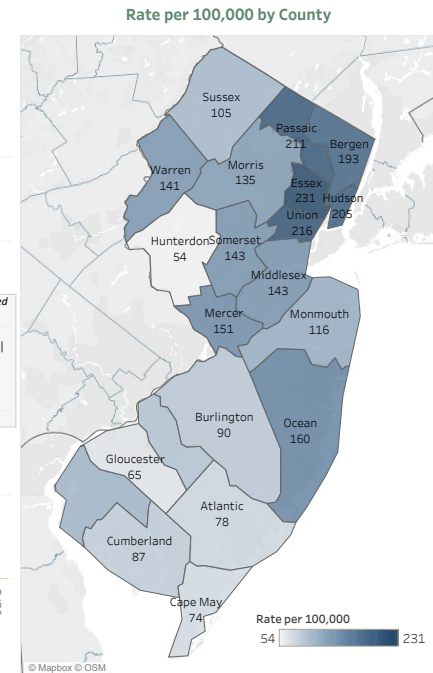 Rate per 100,000 by County
Sussex
105
Passaic
211
Bergen
193
Warren
141
Morris
135
Essex
231
Hudson
205
Union
216
Hunterdon
54
Somerset
143
Middlesex
143
Mercer
151
Monmouth
116
Burlington
90
Ocean
160
Gloucester
65
Atlantic
78
Cumberland
87
Cape May
74
Rate per 100,000
54 231
© Mapbox © OSM